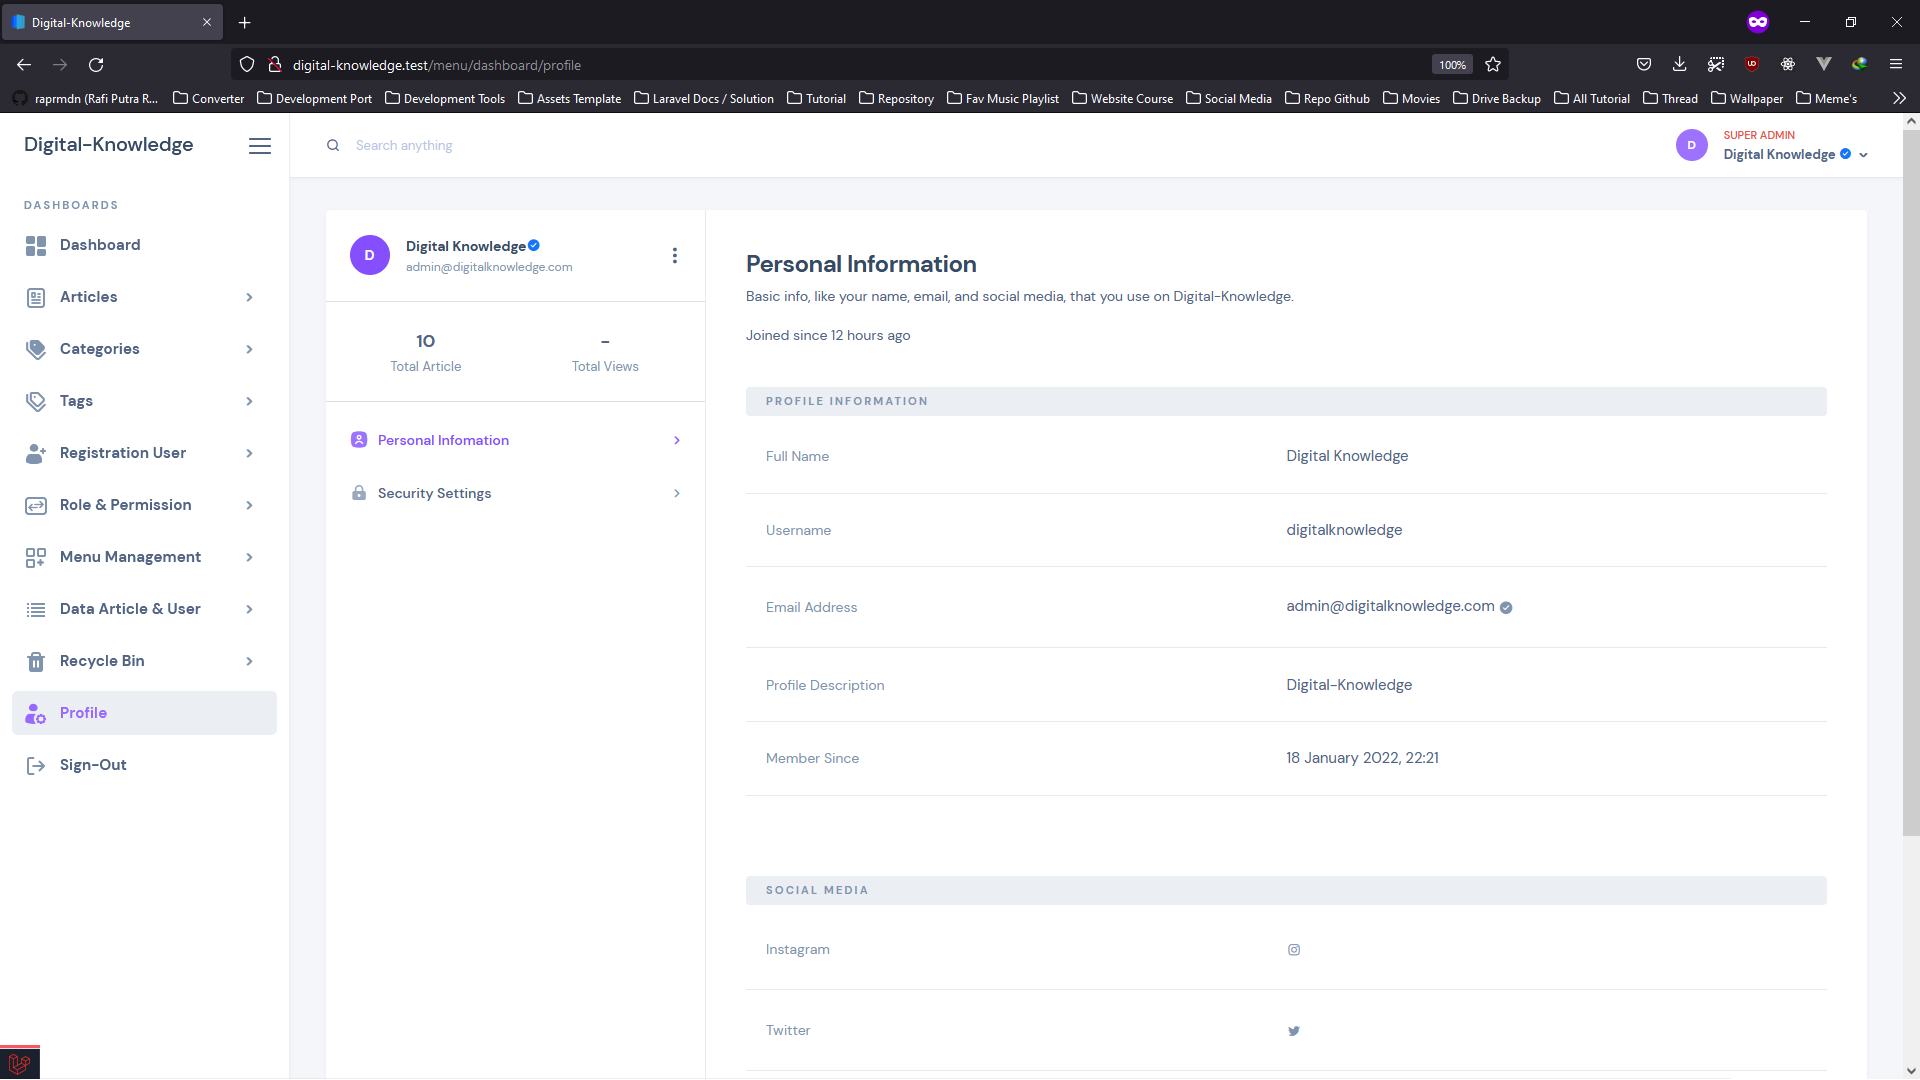 Digital-Knowledge
digital-knowledge.test/menu/dashboard/profile
100%
raprmdn (Rafi Putra R...
Converter
Development Port
Development Tools
Assets Template
Laravel Docs / Solution
Tutorial
Repository
Fav Music Playlist
Website Course
Social Media
Repo Github
Movies
Drive Backup
All Tutorial
Thread
Wallpaper
Meme's
Digital-Knowledge
Search anything
D
SUPER ADMIN
Digital Knowledge
DASHBOARDS
Dashboard
Articles
Categories
Tags
Registration User
Role & Permission
Menu Management
Data Article & User
Recycle Bin
Profile
Sign-Out
D
Digital Knowledge
admin@digitalknowledge.com
10
Total Article
-
Total Views
Personal Infomation
Security Settings
Personal Information
Basic info, like your name, email, and social media, that you use on Digital-Knowledge.
Joined since 12 hours ago
PROFILE INFORMATION
Full Name
Digital Knowledge
Username
digitalknowledge
Email Address
admin@digitalknowledge.com
Profile Description
Digital-Knowledge
Member Since
18 January 2022, 22:21
SOCIAL MEDIA
Instagram
Twitter